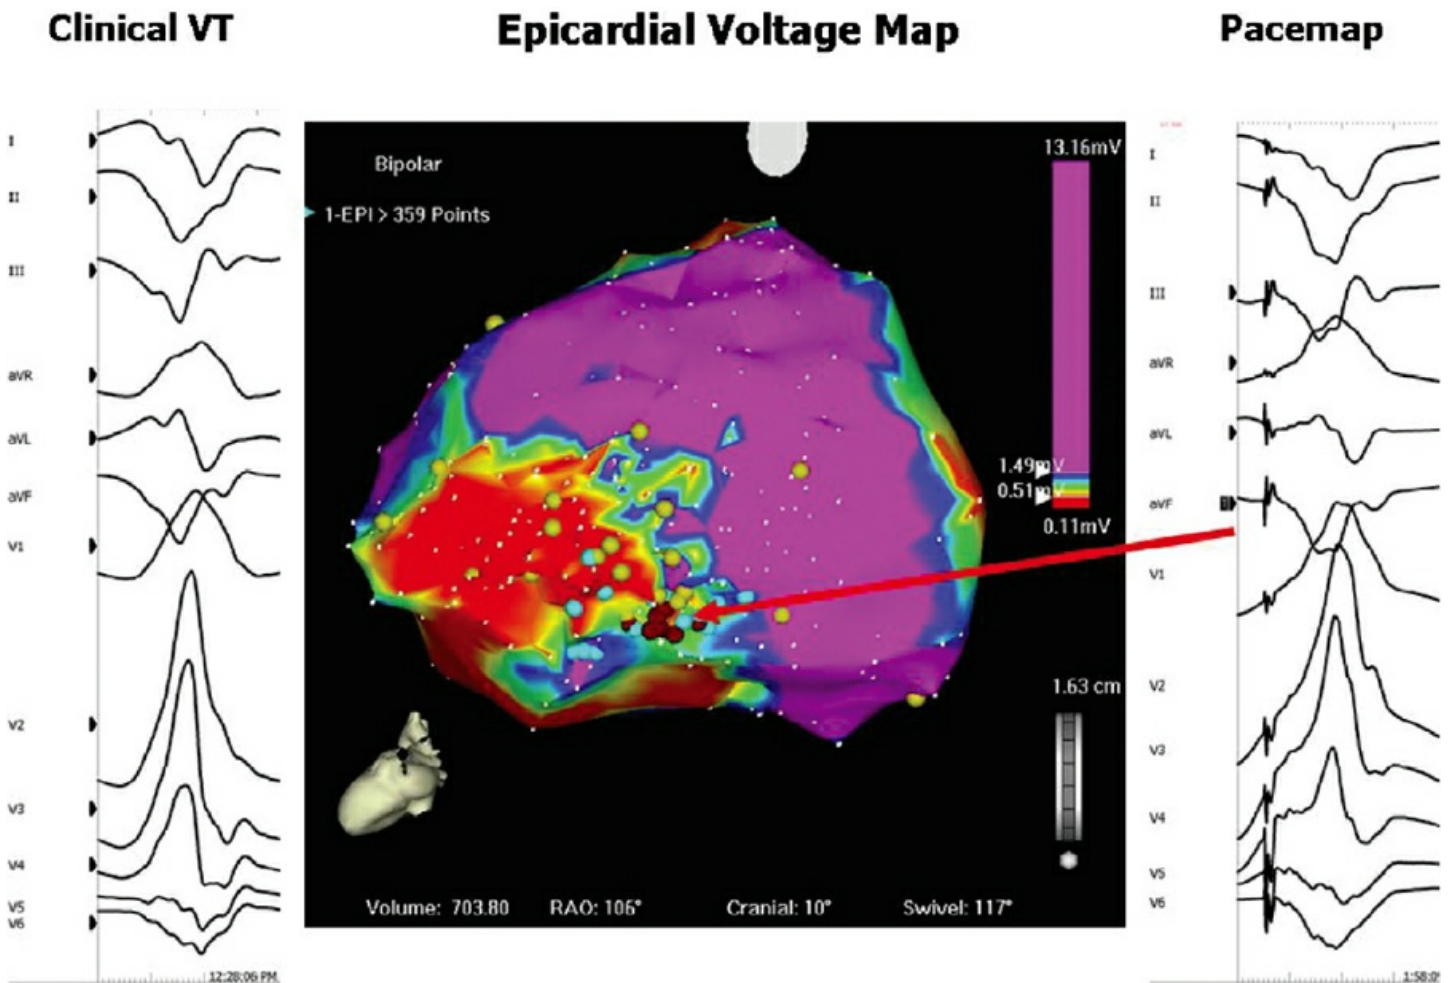 Clinical VT
Epicardial Voltage Map
Pacemap
I
II
III
aVR
aVL
aVF
V1
V2
V3
V4
V5
V6
12:28:06 PM
Bipolar
1-EPI > 359 Points
13.16mV
1.49mV
0.51mV
0.11mV
1.63 cm
Volume: 703.80 RAO: 106° Cranial: 10° Swivel: 117°
I
II
III
aVR
aVL
aVF
V1
V2
V3
V4
V5
V6